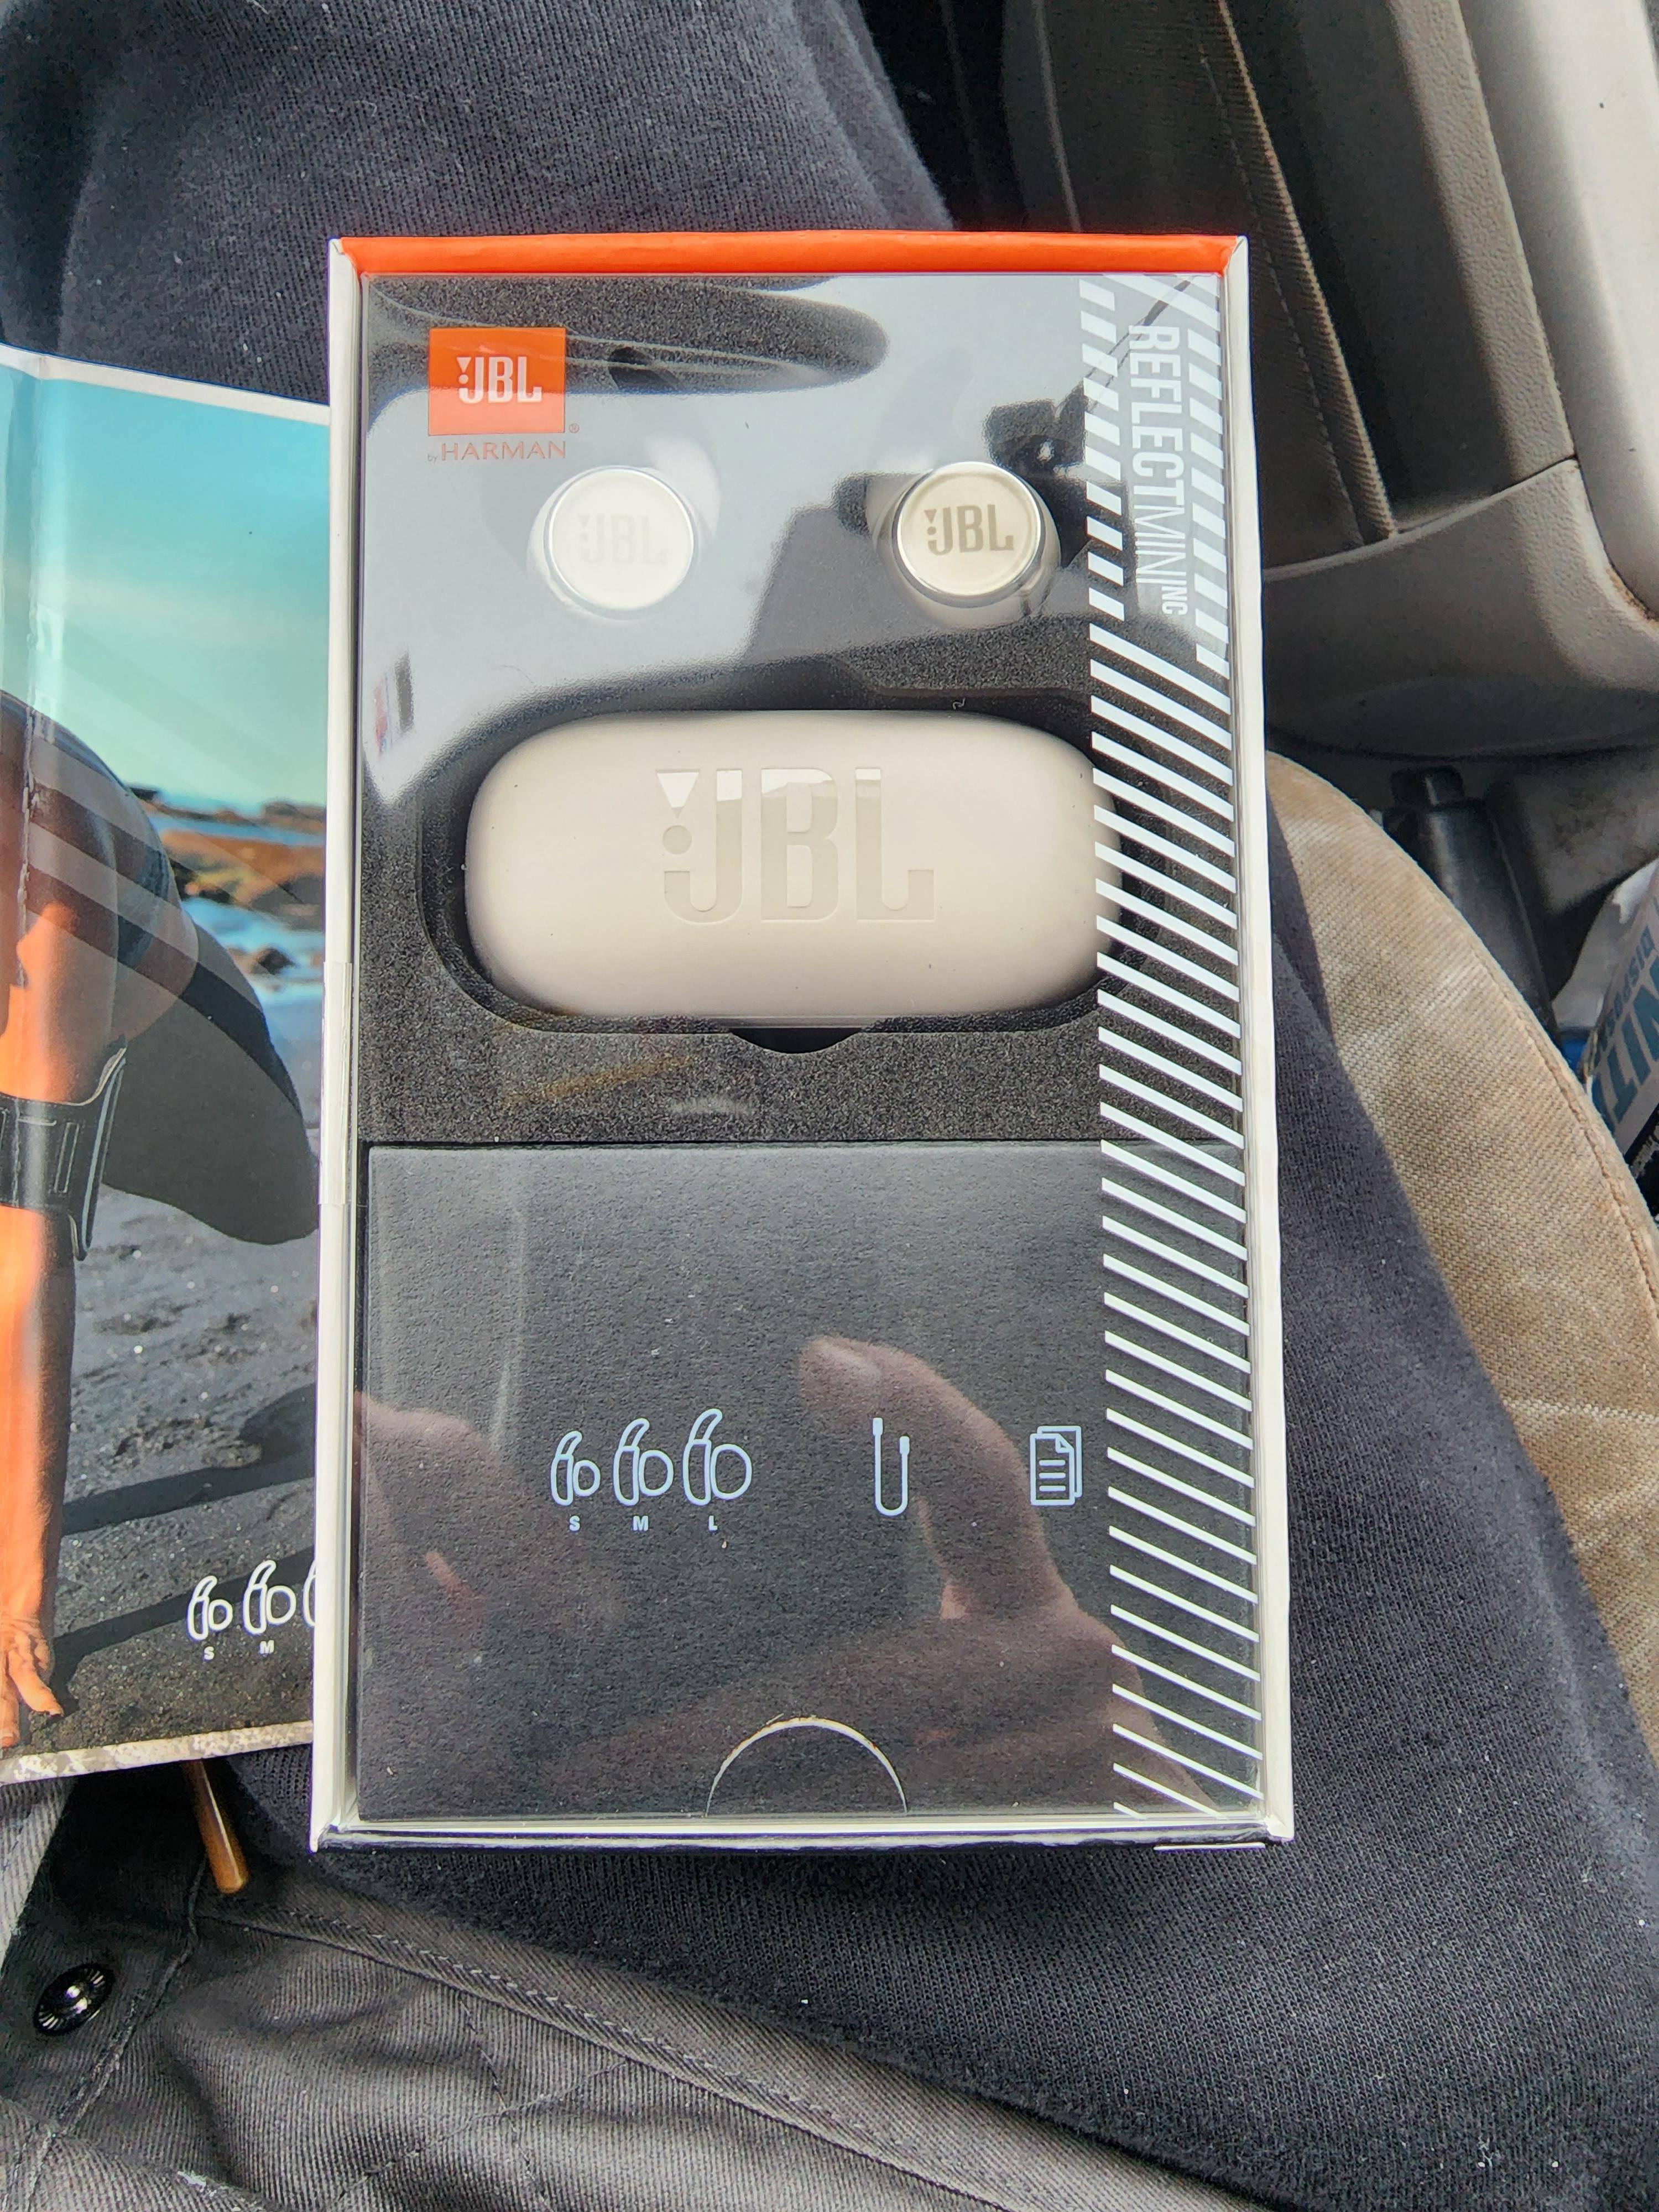 JBL
®
by HARMAN
REFLECTMINI NC
JBL
JBL
JBL
S M L
S M